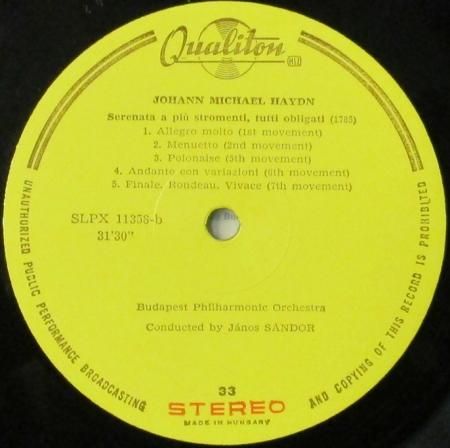 Qualiton
JOHANN MICHAEL HAYDN
Serenata a più stromenti, tutti obligati (1785)
1. Allegro molto (1st movement)
2. Menuetto (2nd movement)
3. Polonaise (5th movement)
4. Andante con variazioni (6th movement)
5. Finale. Rondeau. Vivace (7th movement)
SLPX 11358-b
31'30"
Budapest Philharmonic Orchestra
Conducted by János SÁNDOR
UNAUTHORIZED PUBLIC PERFORMANCE BROADCASTING
AND COPYING OF THIS RECORD IS PROHIBITED
33
STEREO
MADE IN HUNGARY